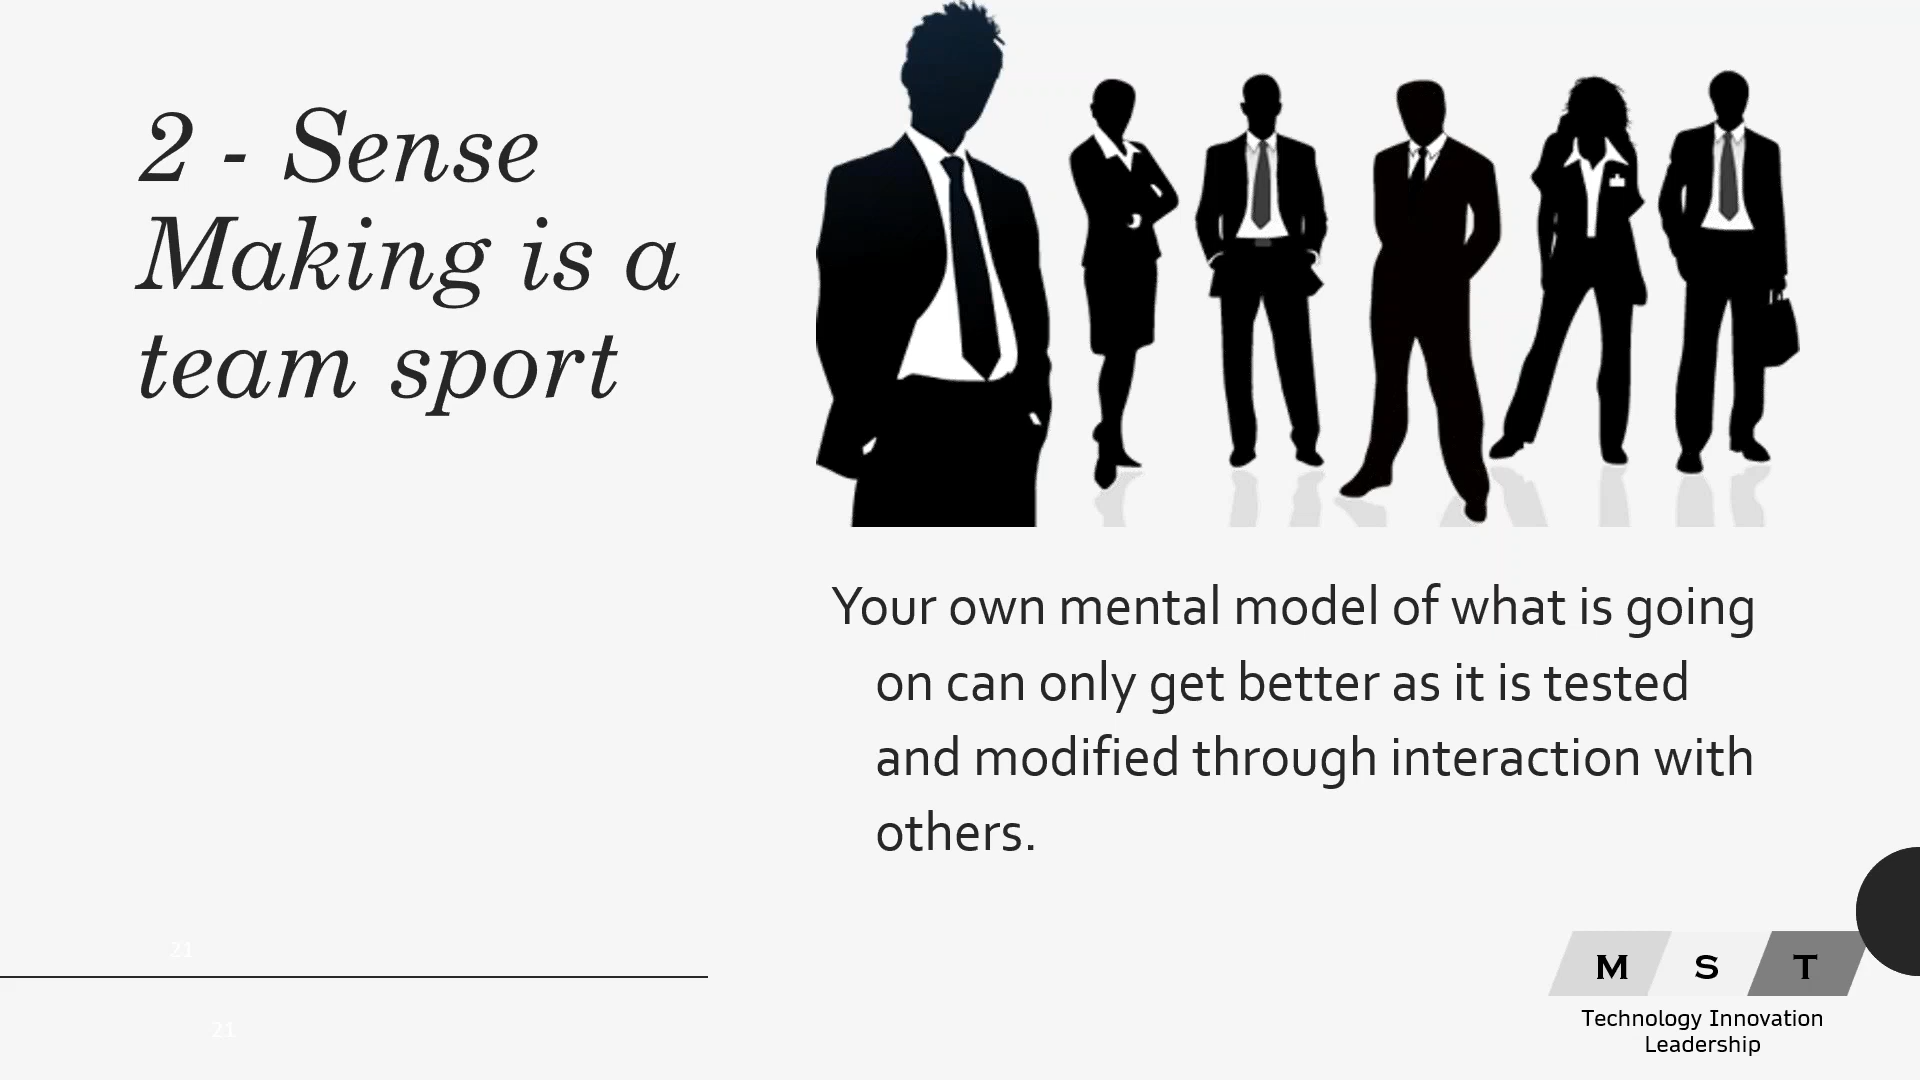 2 - Sense
Making is a
team sport
Your own mental model of what is going
on can only get better as it is tested
and modified through interaction with
others.
21
21
M S T
Technology Innovation
Leadership